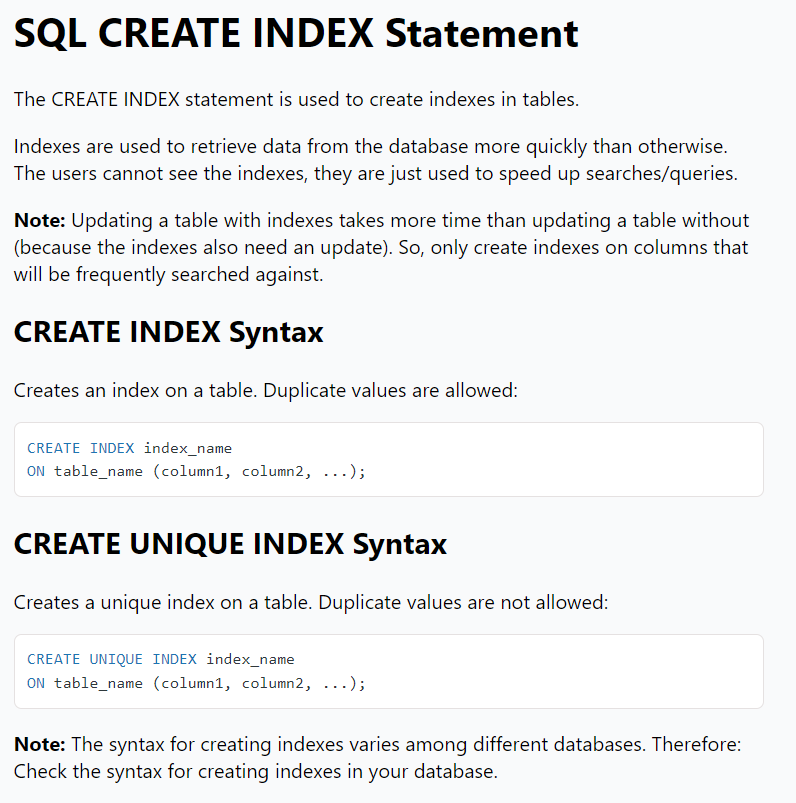 SQL CREATE INDEX Statement
The CREATE INDEX statement is used to create indexes in tables.
Indexes are used to retrieve data from the database more quickly than otherwise.
The users cannot see the indexes, they are just used to speed up searches/queries.
Note: Updating a table with indexes takes more time than updating a table without
(because the indexes also need an update). So, only create indexes on columns that
will be frequently searched against.
CREATE INDEX Syntax
Creates an index on a table. Duplicate values are allowed:
CREATE INDEX index_name
ON table_name (column1, column2, ...);
CREATE UNIQUE INDEX Syntax
Creates a unique index on a table. Duplicate values are not allowed:
CREATE UNIQUE INDEX index_name
ON table_name (column1, column2, ...);
Note: The syntax for creating indexes varies among different databases. Therefore:
Check the syntax for creating indexes in your database.